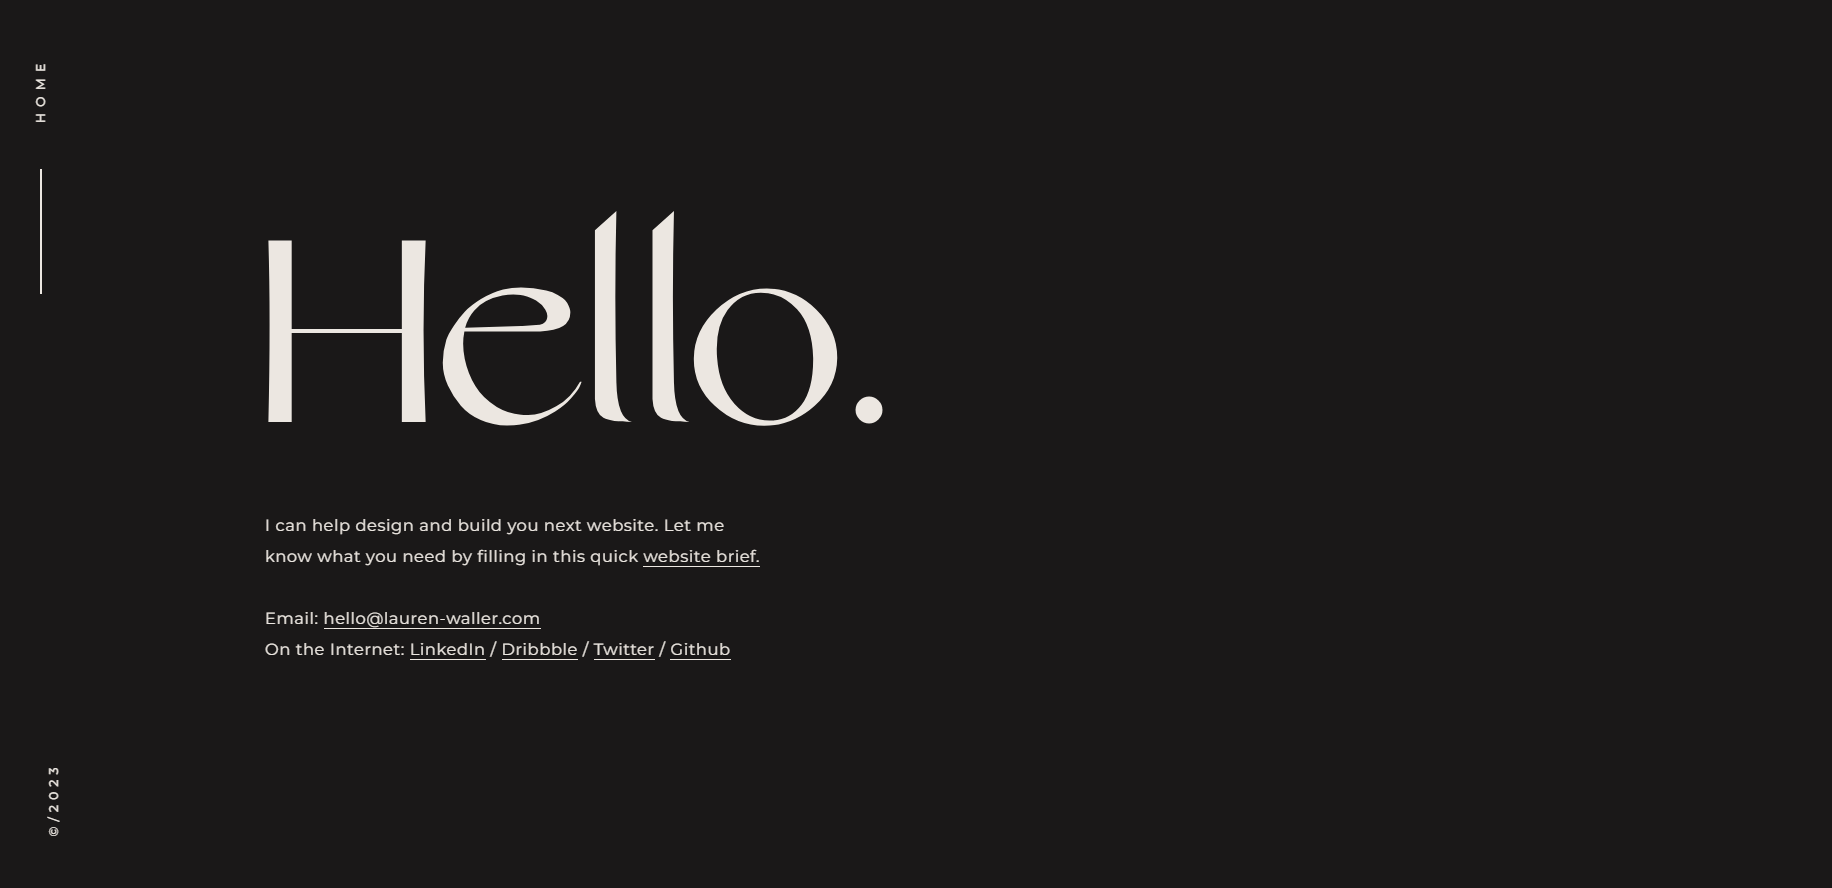 HOME
Hello.
I can help design and build you next website. Let me
know what you need by filling in this quick website brief.
Email: hello@lauren-waller.com
On the Internet: LinkedIn / Dribbble / Twitter / Github
©/2023